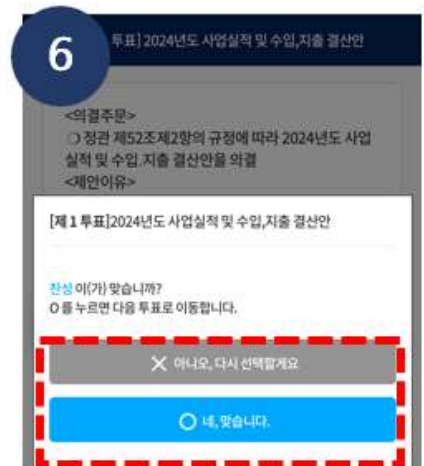 6
투표] 2024년도 사업실적 및 수입,지출 결산안
<의결주문>
❍ 정관 제52조제2항의 규정에 따라 2024년도 사업
실적 및 수입.지출 결산안을 의결
<제안이유>
[제 1 투표]2024년도 사업실적 및 수입,지출 결산안
찬성 이(가) 맞습니까?
O 를 누르면 다음 투표로 이동합니다.
✕ 아니오, 다시 선택할게요
◯ 네, 맞습니다.